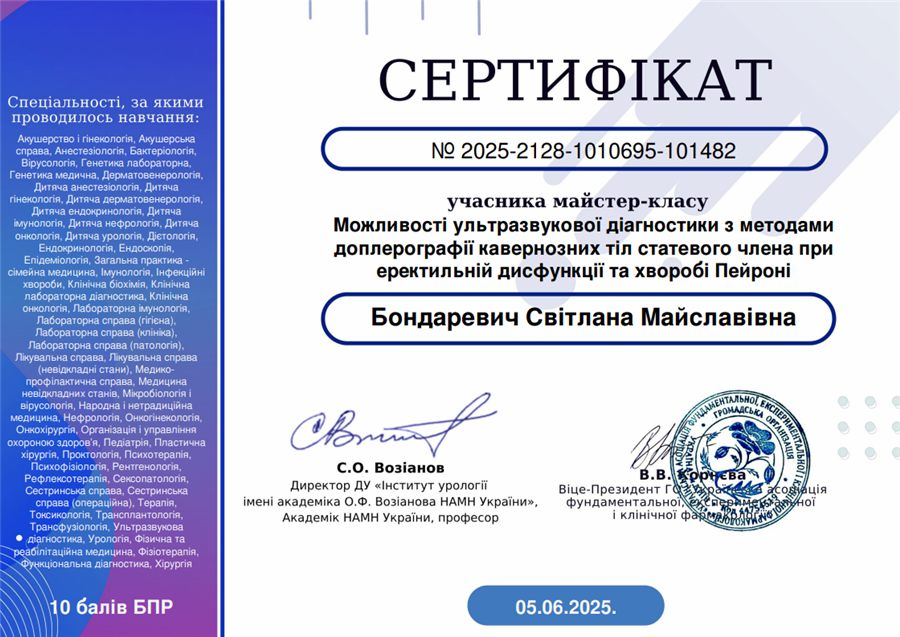 Спеціальності, за якими
проводилось навчання:
Акушерство і гінекологія, Акушерська
справа, Анестезіологія, Бактеріологія,
Вірусологія, Генетика лабораторна,
Генетика медична, Дерматовенерологія,
Дитяча анестезіологія, Дитяча
гінекологія, Дитяча дерматовенерологія,
Дитяча ендокринологія, Дитяча
імунологія, Дитяча нефрологія, Дитяча
онкологія, Дитяча урологія, Дієтологія,
Ендокринологія, Ендоскопія,
Епідеміологія, Загальна практика -
сімейна медицина, Імунологія, Інфекційні
хвороби, Клінічна біохімія, Клінічна
лабораторна діагностика, Клінічна
онкологія, Лабораторна імунологія,
Лабораторна справа (гігієна),
Лабораторна справа (клініка),
Лабораторна справа (патологія),
Лікувальна справа, Лікувальна справа
(невідкладні стани), Медико-
профілактична справа, Медицина
невідкладних станів, Мікробіологія і
вірусологія, Народна і нетрадиційна
медицина, Нефрологія, Онкогінекологія,
Онкохірургія, Організація і управління
охороною здоров'я, Педіатрія, Пластична
хірургія, Проктологія, Психотерапія,
Психофізіологія, Рентгенологія,
Рефлексотерапія, Сексопатологія,
Сестринська справа, Сестринська
справа (операційна), Терапія,
Токсикологія, Трансплантологія,
Трансфузіологія, Ультразвукова
діагностика, Урологія, Фізична та
реабілітаційна медицина, Фізіотерапія,
Функціональна діагностика, Хірургія
10 балів БПР
СЕРТИФІКАТ
№ 2025-2128-1010695-101482
учасника майстер-класу
Можливості ультразвукової діагностики з методами
доплерографії кавернозних тіл статевого члена при
еректильній дисфункції та хворобі Пейроні
Бондаревич Світлана Майславівна
С.О. Возіанов
Директор ДУ «Інститут урології
імені академіка О.Ф. Возіанова НАМН України»,
Академік НАМН України, професор
В.В. Корнєва
Віце-Президент ГО «Українська асоціація
фундаментальної, експериментальної
і клінічної фармакології»
ГРОМАДСЬКА ОРГАНІЗАЦІЯ
05.06.2025.